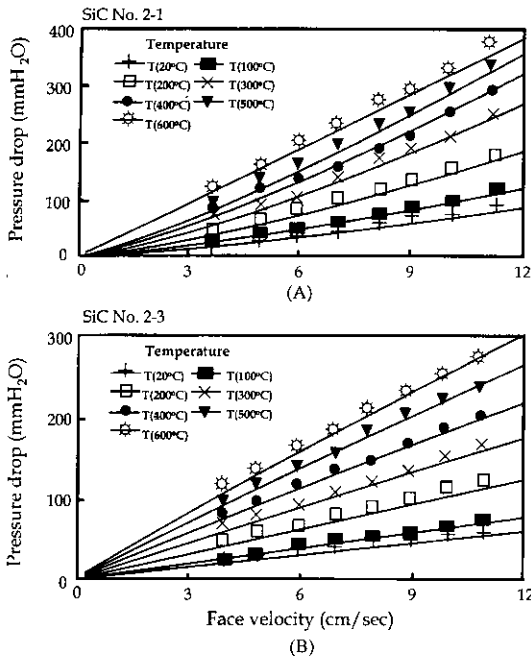 SiC No. 2-1
Pressure drop (mmH₂O)
400
300
200
100
0
Temperature
T(20°C) T(100°C)
T(200°C) T(300°C)
T(400°C) T(500°C)
T(600°C)
0 3 6 9 12
(A)
SiC No. 2-3
Pressure drop (mmH₂O)
300
200
100
0
Temperature
T(20°C) T(100°C)
T(200°C) T(300°C)
T(400°C) T(500°C)
T(600°C)
0 3 6 9 12
Face velocity (cm/sec)
(B)